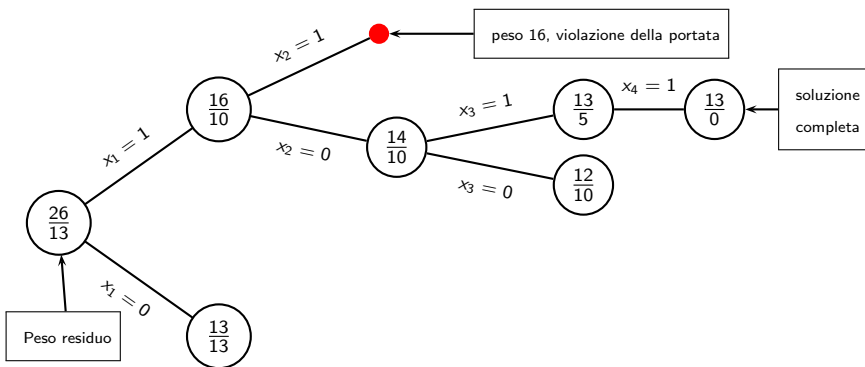 x2 = 1
peso 16, violazione della portata
16
10
x3 = 1
13
5
x4 = 1
13
0
soluzione
completa
x1 = 1
x2 = 0
14
10
x3 = 0
12
10
26
13
x1 = 0
Peso residuo
13
13